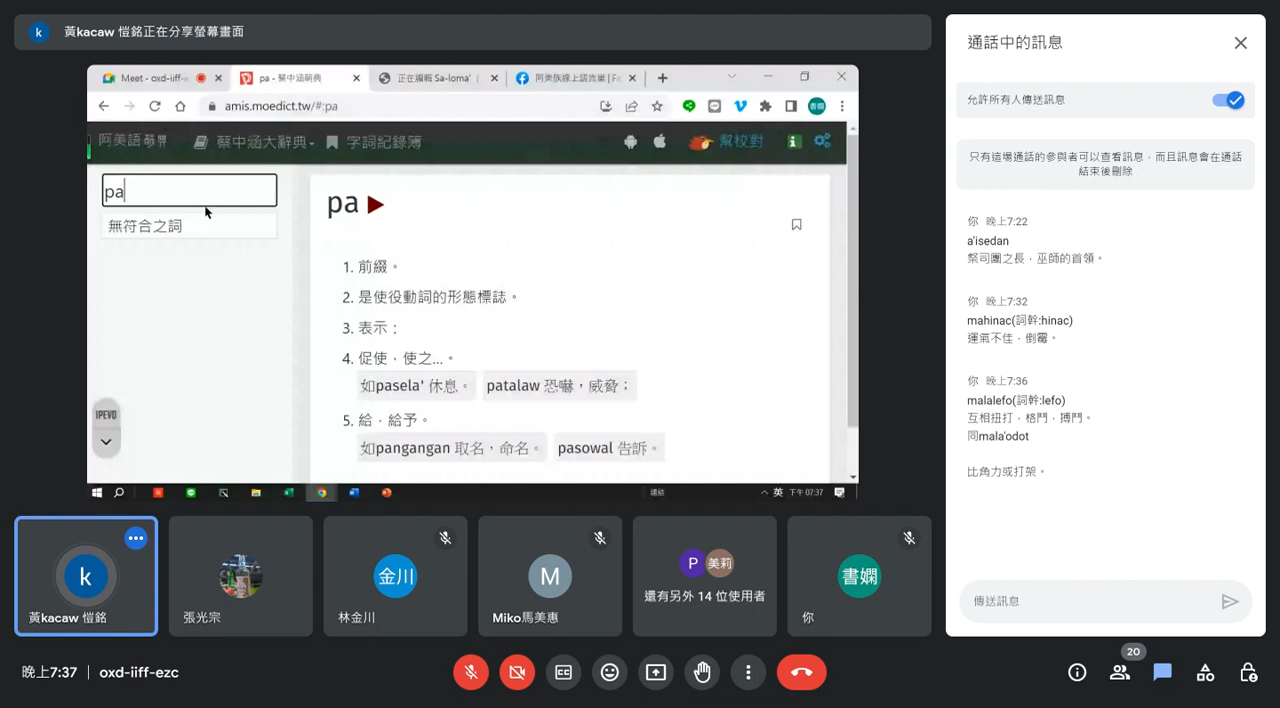 k 黃kacaw 愷銘正在分享螢幕畫面
Meet - oxd-iiff-
pa - 蔡中涵萌典
正在編輯 Sa-loma'
amis.moedict.tw/#:pa
書嫻
蔡中涵大辭典
字詞紀錄簿
幫校對
pa
無符合之詞
pa
1. 前綴。
2. 是使役動詞的形態標誌。
3. 表示：
4. 促使，使之...。
如pasela' 休息。 patalaw 恐嚇，威脅；
5. 給，給予。
如pangangan 取名，命名。 pasowal 告訴。
IPEVO
連結
英 下午 07:37
k
黃kacaw 愷銘
張光宗
金川
林金川
M
Miko馬美惠
P 美莉
還有另外 14 位使用者
書嫻
你
晚上7:37 | oxd-iiff-ezc
通話中的訊息
允許所有人傳送訊息
只有這場通話的參與者可以查看訊息，而且訊息會在通話
結束後刪除
你 晚上7:22
a'isedan
祭司團之長，巫師的首領。
你 晚上7:32
mahinac(詞幹:hinac)
運氣不佳，倒霉。
你 晚上7:36
malalefo(詞幹:lefo)
互相扭打，格鬥，搏鬥。
同mala'odot
比角力或打架。
傳送訊息
20